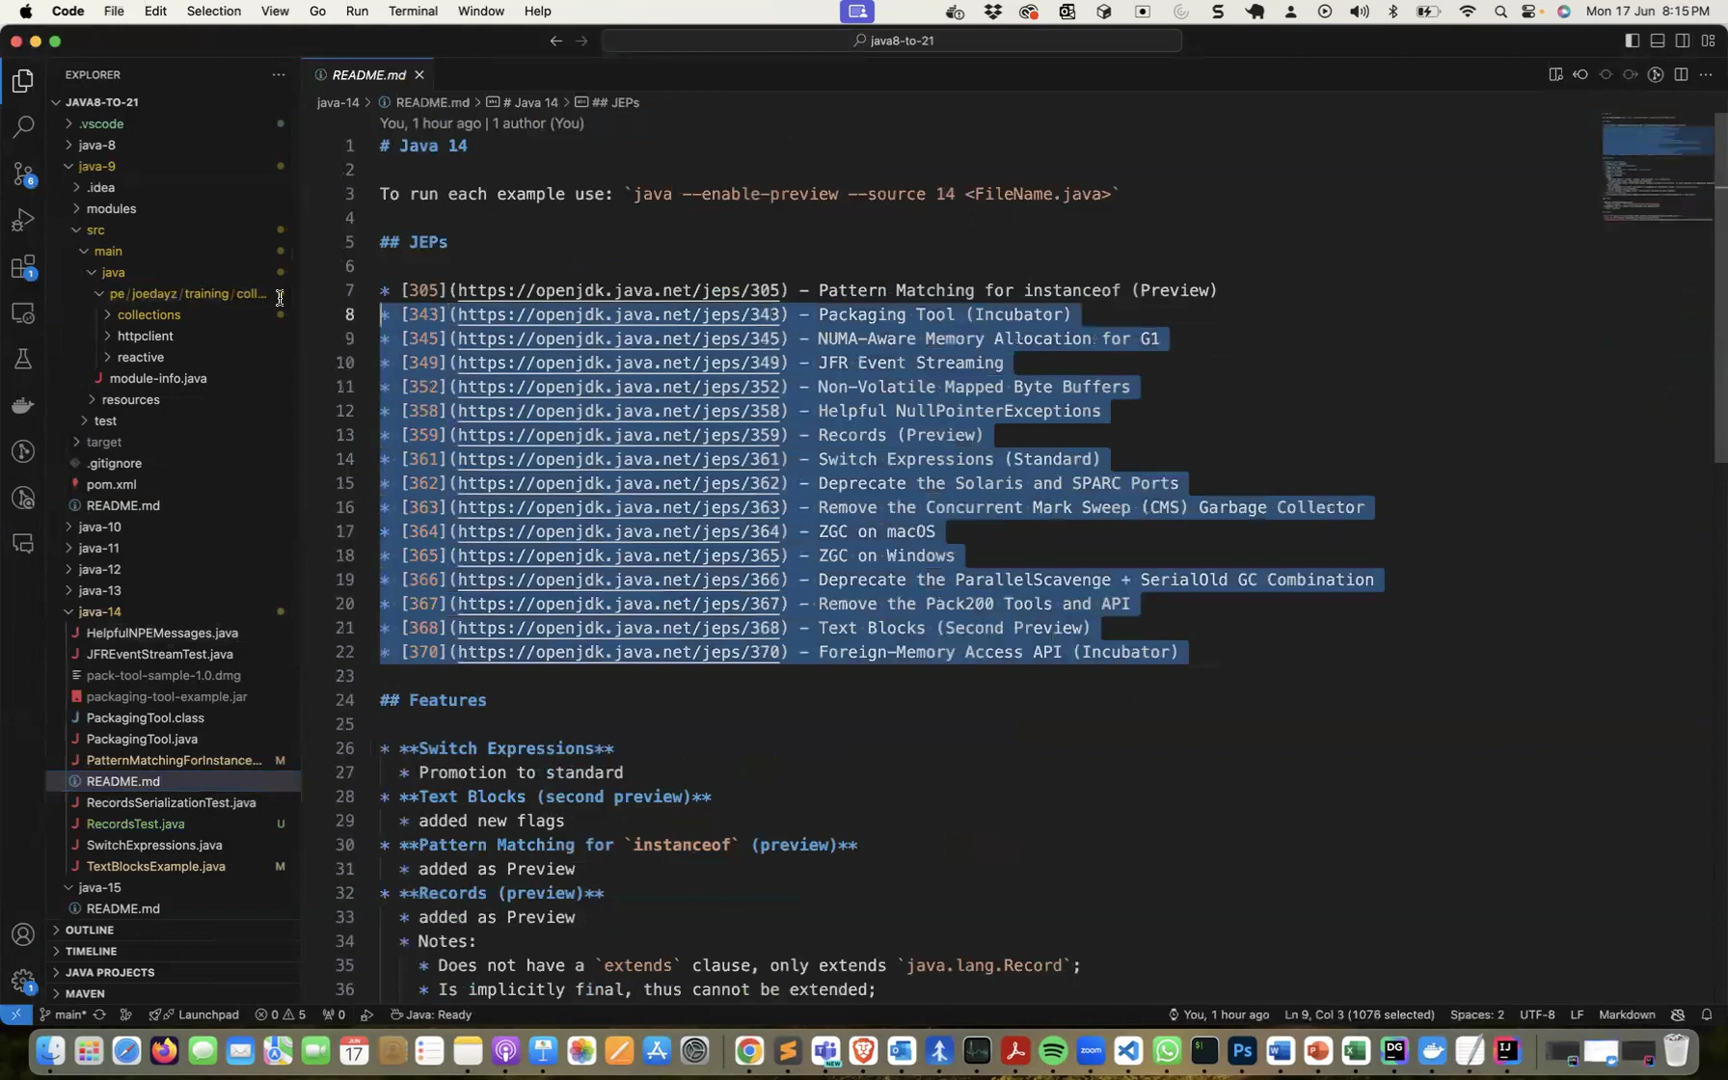 Code File Edit Selection View Go Run Terminal Window Help Mon 17 Jun 8:15 PM
java8-to-21
EXPLORER
README.md
JAVA8-TO-21
.vscode
java-8
java-9
.idea
modules
src
main
java
pe/joedayz/training/coll...
collections
httpclient
reactive
module-info.java
resources
test
target
.gitignore
pom.xml
README.md
java-10
java-11
java-12
java-13
java-14
HelpfulNPEMessages.java
JFREventStreamTest.java
pack-tool-sample-1.0.dmg
packaging-tool-example.jar
PackagingTool.class
PackagingTool.java
PatternMatchingForInstance... M
README.md
RecordsSerializationTest.java
RecordsTest.java U
SwitchExpressions.java
TextBlocksExample.java M
java-15
README.md
OUTLINE
TIMELINE
JAVA PROJECTS
MAVEN
java-14 > README.md > # Java 14 > ## JEPs
You, 1 hour ago | 1 author (You)
1 # Java 14
2
3 To run each example use: `java --enable-preview --source 14 <FileName.java>`
4
5 ## JEPs
6
7 * [305](https://openjdk.java.net/jeps/305) - Pattern Matching for instanceof (Preview)
8 * [343](https://openjdk.java.net/jeps/343) - Packaging Tool (Incubator)
9 * [345](https://openjdk.java.net/jeps/345) - NUMA-Aware Memory Allocation for G1
10 * [349](https://openjdk.java.net/jeps/349) - JFR Event Streaming
11 * [352](https://openjdk.java.net/jeps/352) - Non-Volatile Mapped Byte Buffers
12 * [358](https://openjdk.java.net/jeps/358) - Helpful NullPointerExceptions
13 * [359](https://openjdk.java.net/jeps/359) - Records (Preview)
14 * [361](https://openjdk.java.net/jeps/361) - Switch Expressions (Standard)
15 * [362](https://openjdk.java.net/jeps/362) - Deprecate the Solaris and SPARC Ports
16 * [363](https://openjdk.java.net/jeps/363) - Remove the Concurrent Mark Sweep (CMS) Garbage Collector
17 * [364](https://openjdk.java.net/jeps/364) - ZGC on macOS
18 * [365](https://openjdk.java.net/jeps/365) - ZGC on Windows
19 * [366](https://openjdk.java.net/jeps/366) - Deprecate the ParallelScavenge + SerialOld GC Combination
20 * [367](https://openjdk.java.net/jeps/367) - Remove the Pack200 Tools and API
21 * [368](https://openjdk.java.net/jeps/368) - Text Blocks (Second Preview)
22 * [370](https://openjdk.java.net/jeps/370) - Foreign-Memory Access API (Incubator)
23
24 ## Features
25
26 * **Switch Expressions**
27 * Promotion to standard
28 * **Text Blocks (second preview)**
29 * added new flags
30 * **Pattern Matching for `instanceof` (preview)**
31 * added as Preview
32 * **Records (preview)**
33 * added as Preview
34 * Notes:
35 * Does not have a `extends` clause, only extends `java.lang.Record`;
36 * Is implicitly final, thus cannot be extended;
main* Launchpad 0 5 0 Java: Ready You, 1 hour ago Ln 9, Col 3 (1076 selected) Spaces: 2 UTF-8 LF Markdown